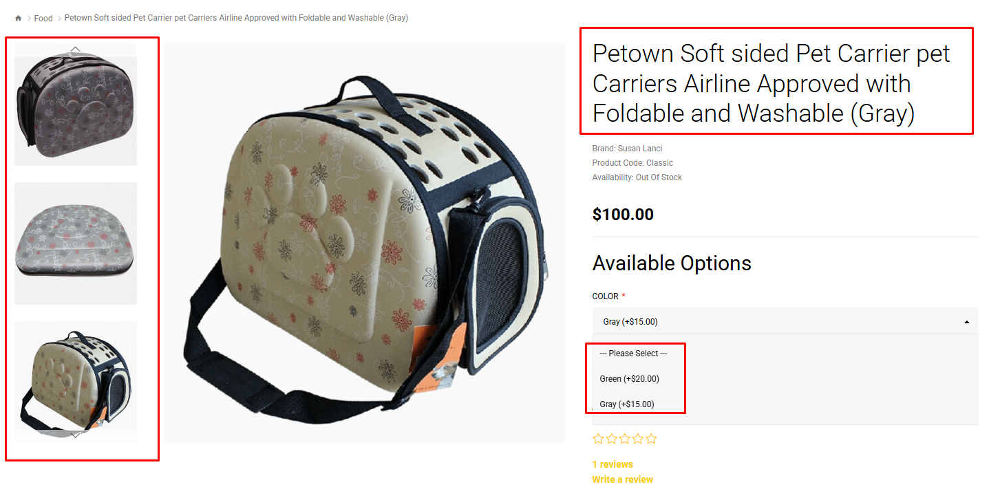 Food
Petown Soft sided Pet Carrier pet Carriers Airline Approved with Foldable and Washable (Gray)
Petown Soft sided Pet Carrier pet
Carriers Airline Approved with
Foldable and Washable (Gray)
Brand: Susan Lanci
Product Code: Classic
Availability: Out Of Stock
$100.00
Available Options
COLOR *
Gray (+$15.00)
--- Please Select ---
Green (+$20.00)
Gray (+$15.00)
1 reviews
Write a review